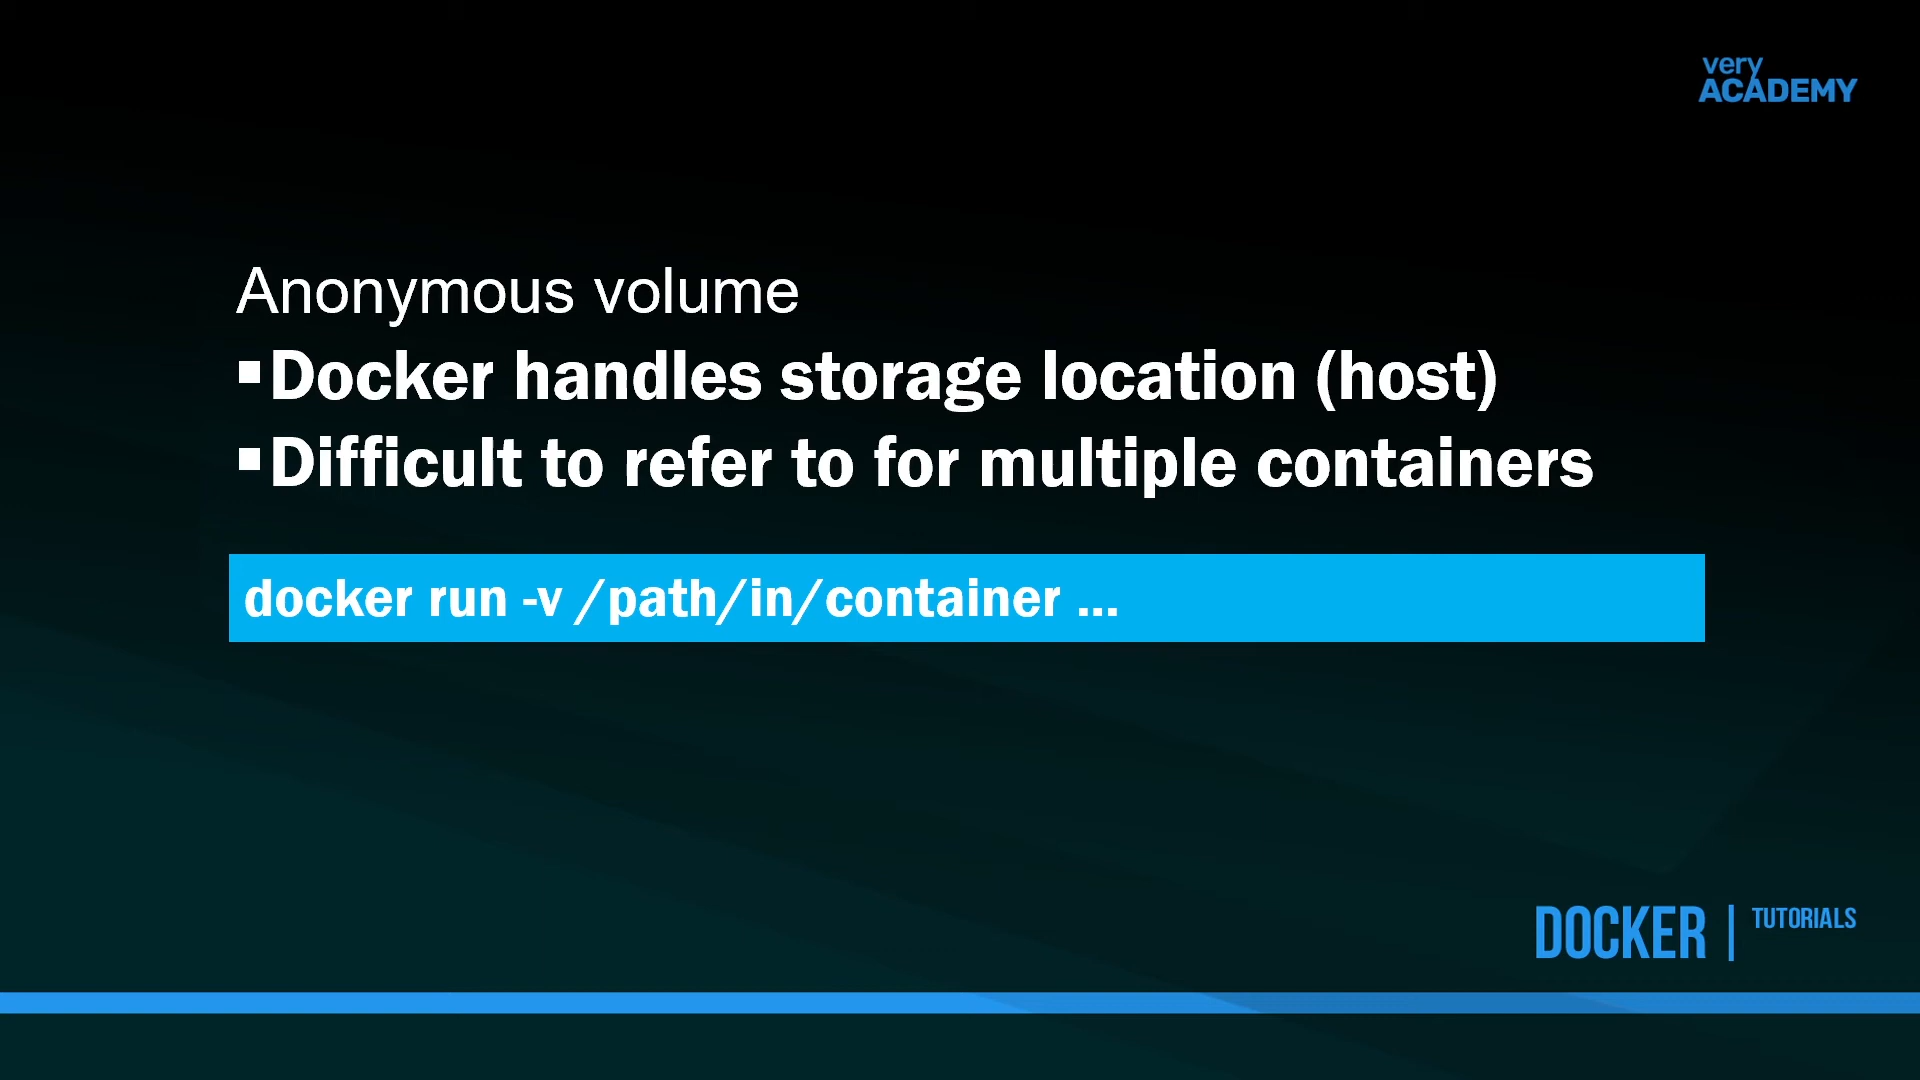 very
ACADEMY
Anonymous volume
▪Docker handles storage location (host)
▪Difficult to refer to for multiple containers
docker run -v /path/in/container ...
DOCKER | TUTORIALS